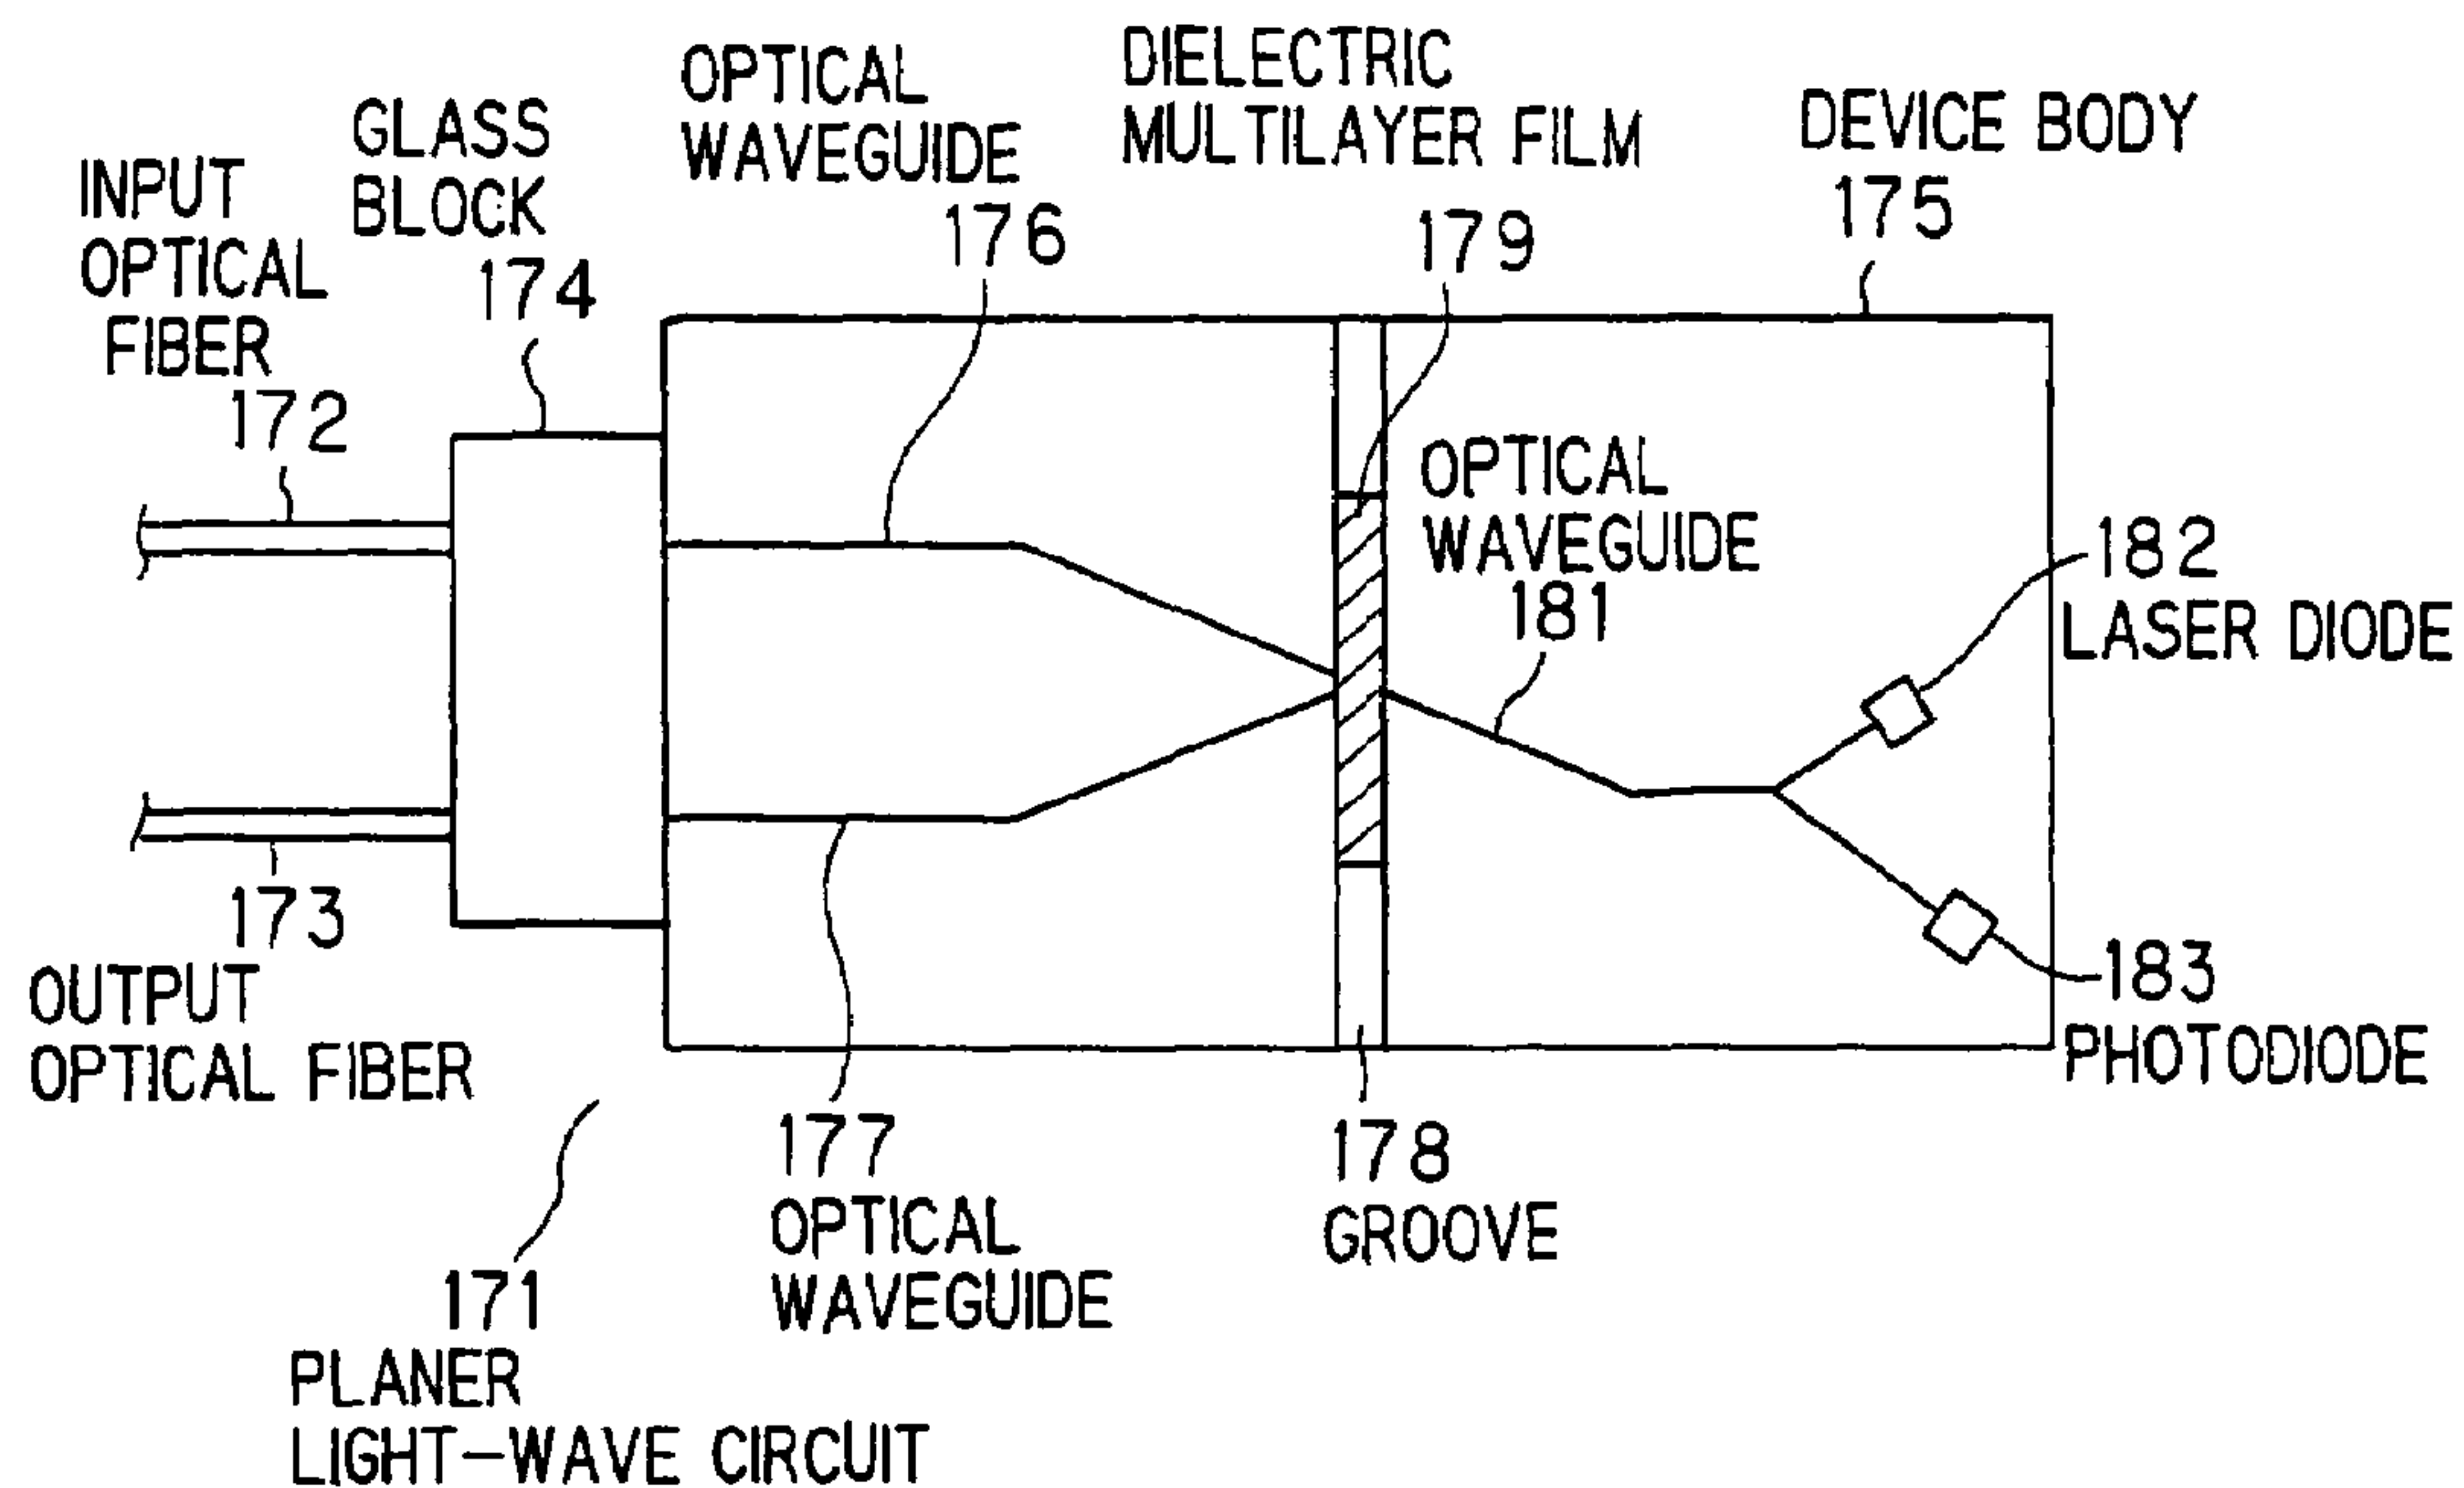 INPUT
OPTICAL
FIBER
172
GLASS
BLOCK
174
OPTICAL
WAVEGUIDE
176
DIELECTRIC
MULTILAYER FILM
179
DEVICE BODY
175
OPTICAL
WAVEGUIDE
181
182
LASER DIODE
183
PHOTODIODE
173
OUTPUT
OPTICAL FIBER
171
PLANER
LIGHT-WAVE CIRCUIT
177
OPTICAL
WAVEGUIDE
178
GROOVE